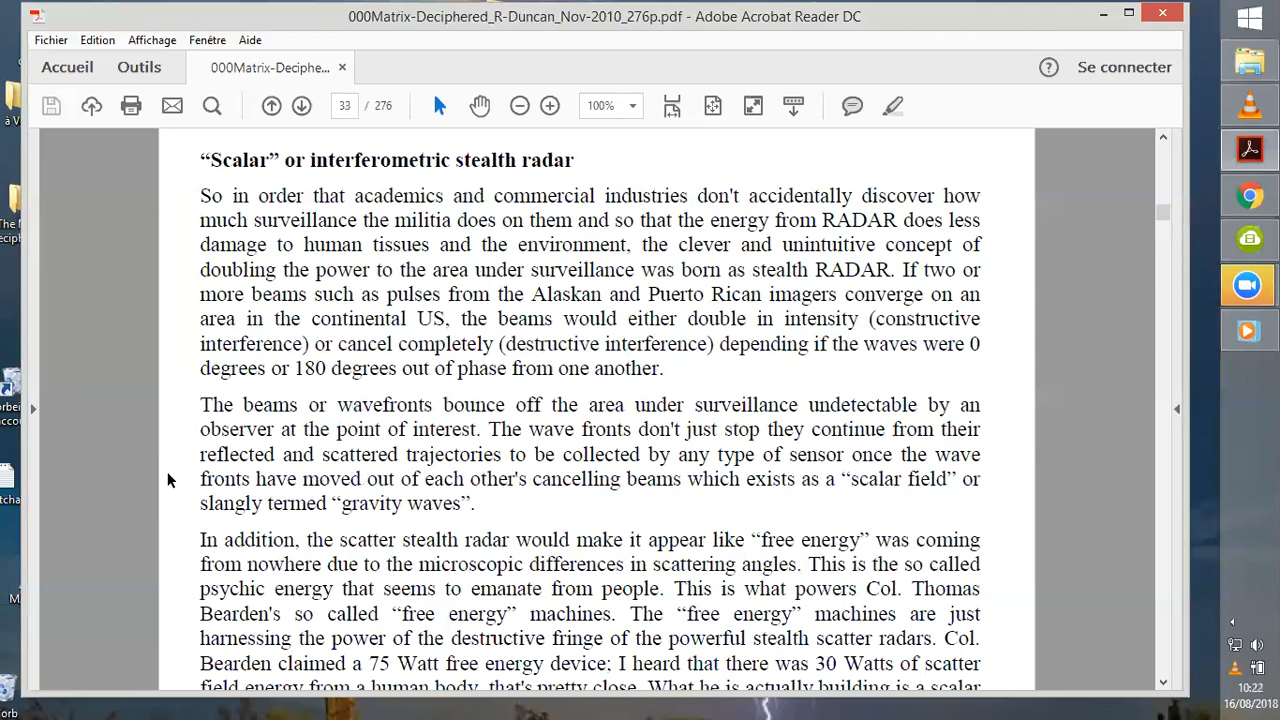 000Matrix-Deciphered_R-Duncan_Nov-2010_276p.pdf - Adobe Acrobat Reader DC
Fichier Edition Affichage Fenêtre Aide
Accueil Outils 000Matrix-Deciphe... × Se connecter
33 / 276 100%
“Scalar” or interferometric stealth radar
So in order that academics and commercial industries don't accidentally discover how
much surveillance the militia does on them and so that the energy from RADAR does less
damage to human tissues and the environment, the clever and unintuitive concept of
doubling the power to the area under surveillance was born as stealth RADAR. If two or
more beams such as pulses from the Alaskan and Puerto Rican imagers converge on an
area in the continental US, the beams would either double in intensity (constructive
interference) or cancel completely (destructive interference) depending if the waves were 0
degrees or 180 degrees out of phase from one another.
The beams or wavefronts bounce off the area under surveillance undetectable by an
observer at the point of interest. The wave fronts don't just stop they continue from their
reflected and scattered trajectories to be collected by any type of sensor once the wave
fronts have moved out of each other's cancelling beams which exists as a “scalar field” or
slangly termed “gravity waves”.
In addition, the scatter stealth radar would make it appear like “free energy” was coming
from nowhere due to the microscopic differences in scattering angles. This is the so called
psychic energy that seems to emanate from people. This is what powers Col. Thomas
Bearden's so called “free energy” machines. The “free energy” machines are just
harnessing the power of the destructive fringe of the powerful stealth scatter radars. Col.
Bearden claimed a 75 Watt free energy device; I heard that there was 30 Watts of scatter
field energy from a human body, that's pretty close. What he is actually building is a scalar
10:22
16/08/2018